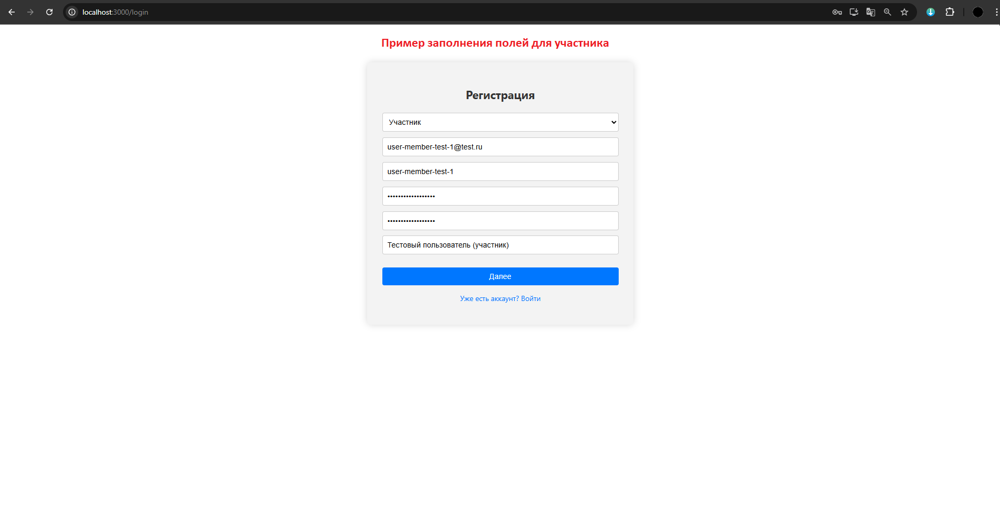 localhost:3000/login
Пример заполнения полей для участника
Регистрация
Участник
user-member-test-1@test.ru
user-member-test-1
••••••••••••••••••
••••••••••••••••••
Тестовый пользователь (участник)
Далее
Уже есть аккаунт? Войти